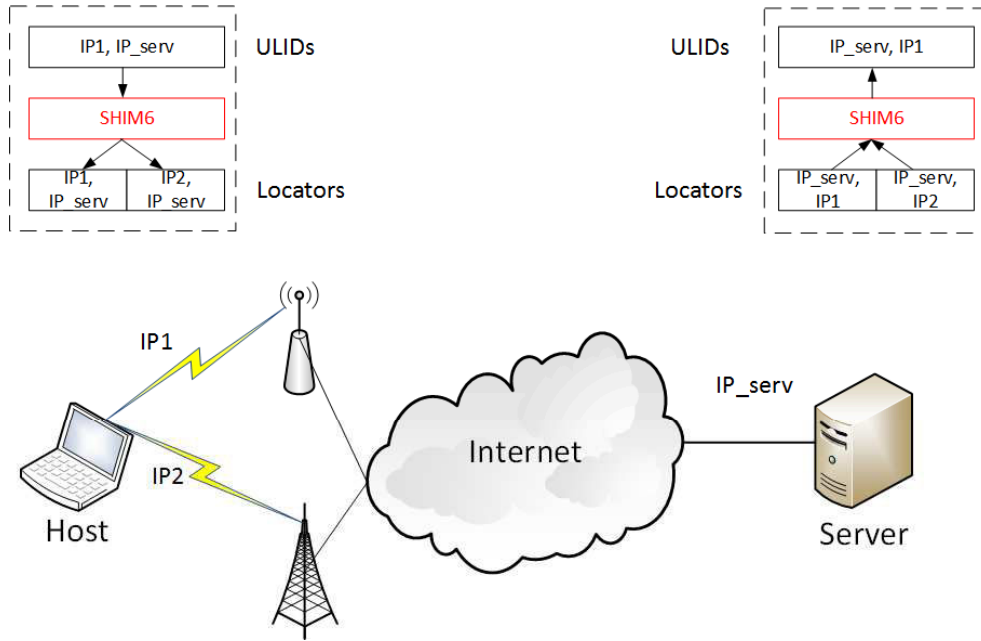 IP1, IP_serv
ULIDs
SHIM6
IP1,
IP_serv
IP2,
IP_serv
Locators
ULIDs
IP_serv, IP1
SHIM6
Locators
IP_serv,
IP1
IP_serv,
IP2
IP1
IP2
Host
Internet
IP_serv
Server